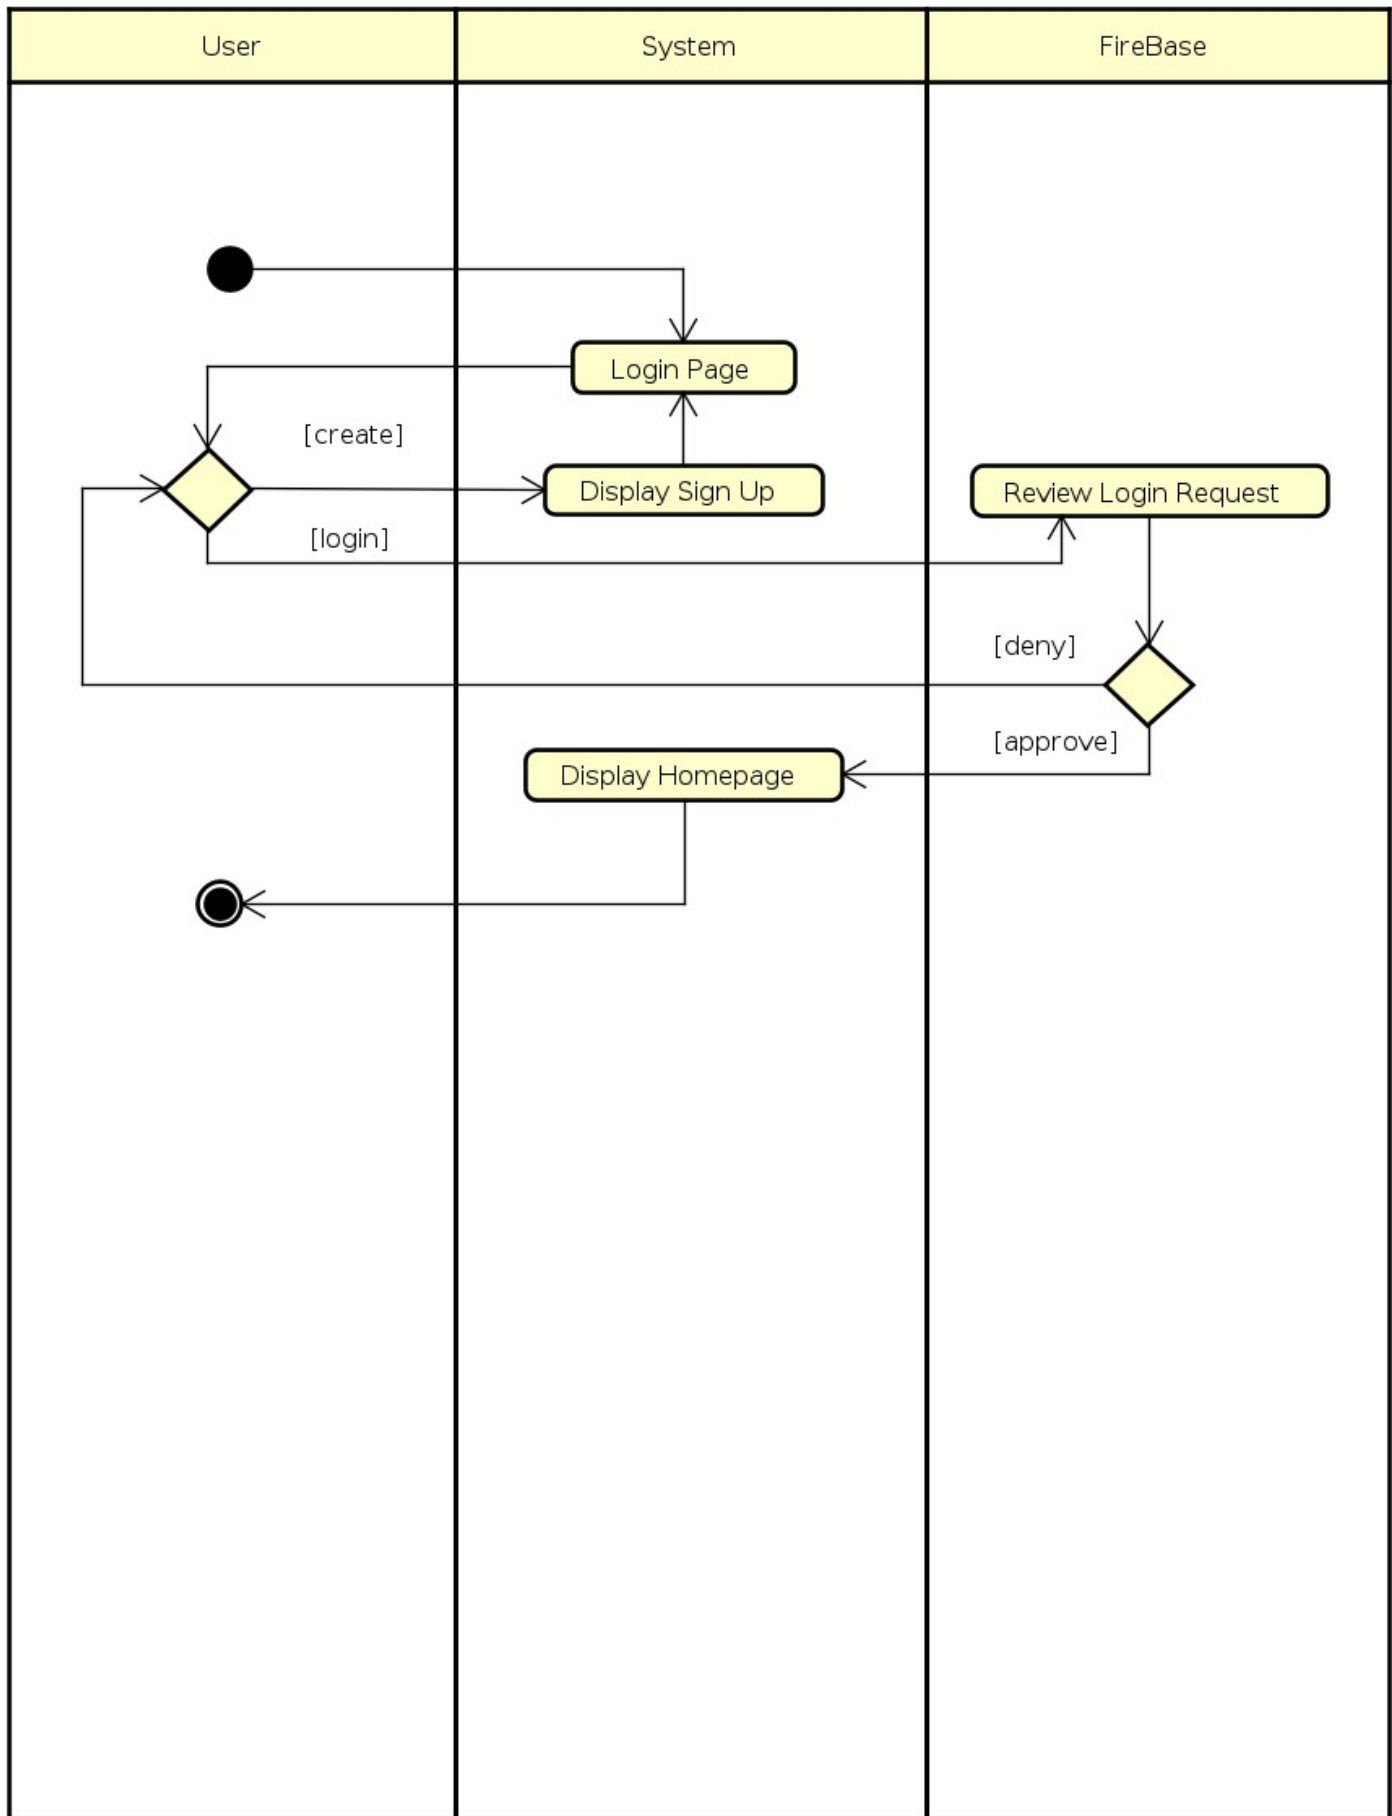 User
System
FireBase
Login Page
[create]
Display Sign Up
Review Login Request
[login]
[deny]
[approve]
Display Homepage